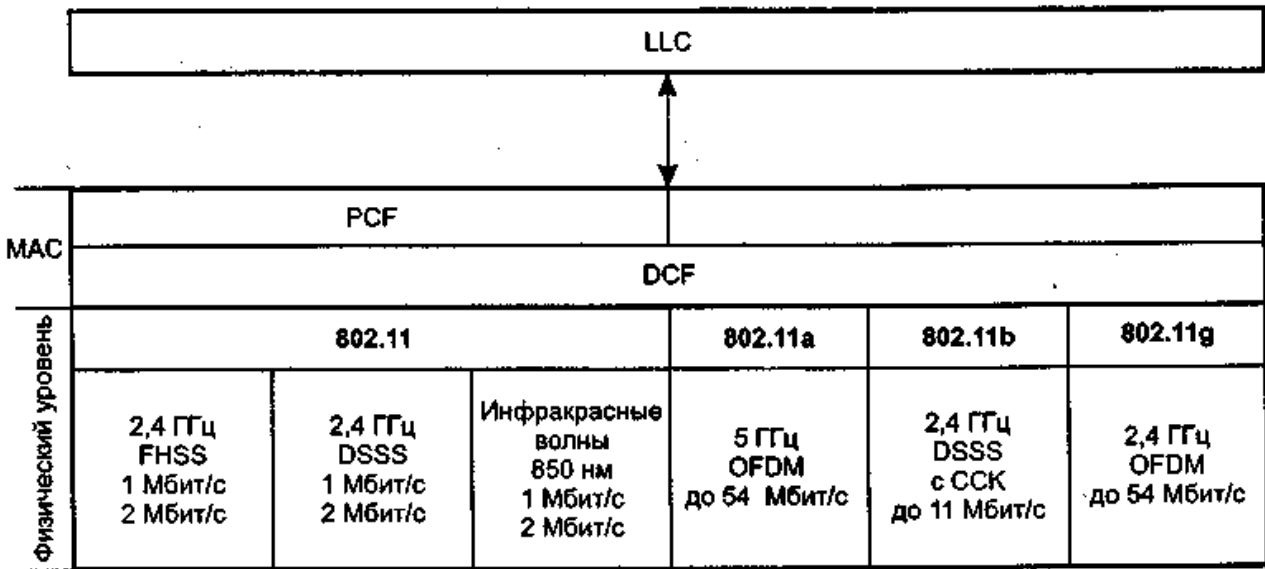 LLC
PCF
MAC
DCF
Физический уровень
802.11
802.11a
802.11b
802.11g
2,4 ГГц
FHSS
1 Мбит/с
2 Мбит/с
2,4 ГГц
DSSS
1 Мбит/с
2 Мбит/с
Инфракрасные
волны
850 нм
1 Мбит/с
2 Мбит/с
5 ГГц
OFDM
до 54 Мбит/с
2,4 ГГц
DSSS
с ССК
до 11 Мбит/с
2,4 ГГц
OFDM
до 54 Мбит/с